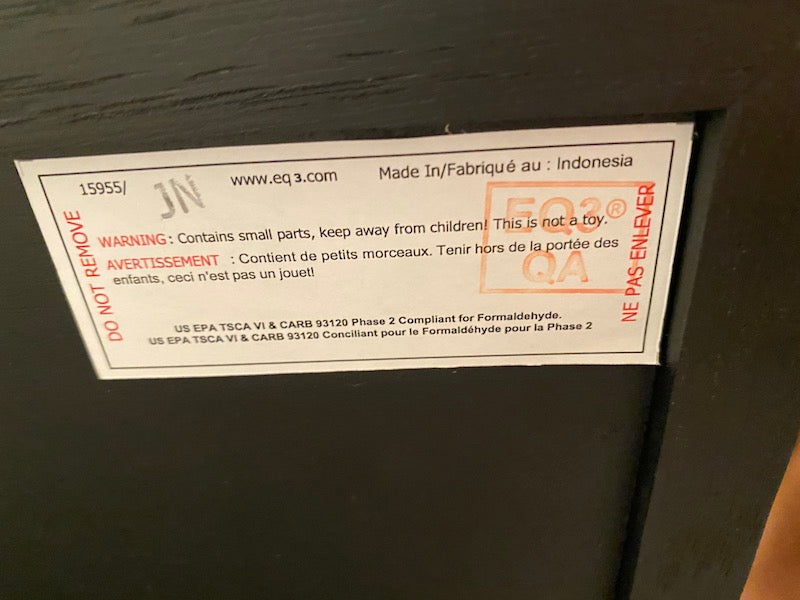 15955/ JN www.eq3.com Made In/Fabriqué au : Indonesia
EQ3®
QA
DO NOT REMOVE
WARNING: Contains small parts, keep away from children! This is not a toy.
AVERTISSEMENT : Contient de petits morceaux. Tenir hors de la portée des
enfants, ceci n'est pas un jouet!
NE PAS ENLEVER
US EPA TSCA VI & CARB 93120 Phase 2 Compliant for Formaldehyde.
US EPA TSCA VI & CARB 93120 Conciliant pour le Formaldéhyde pour la Phase 2